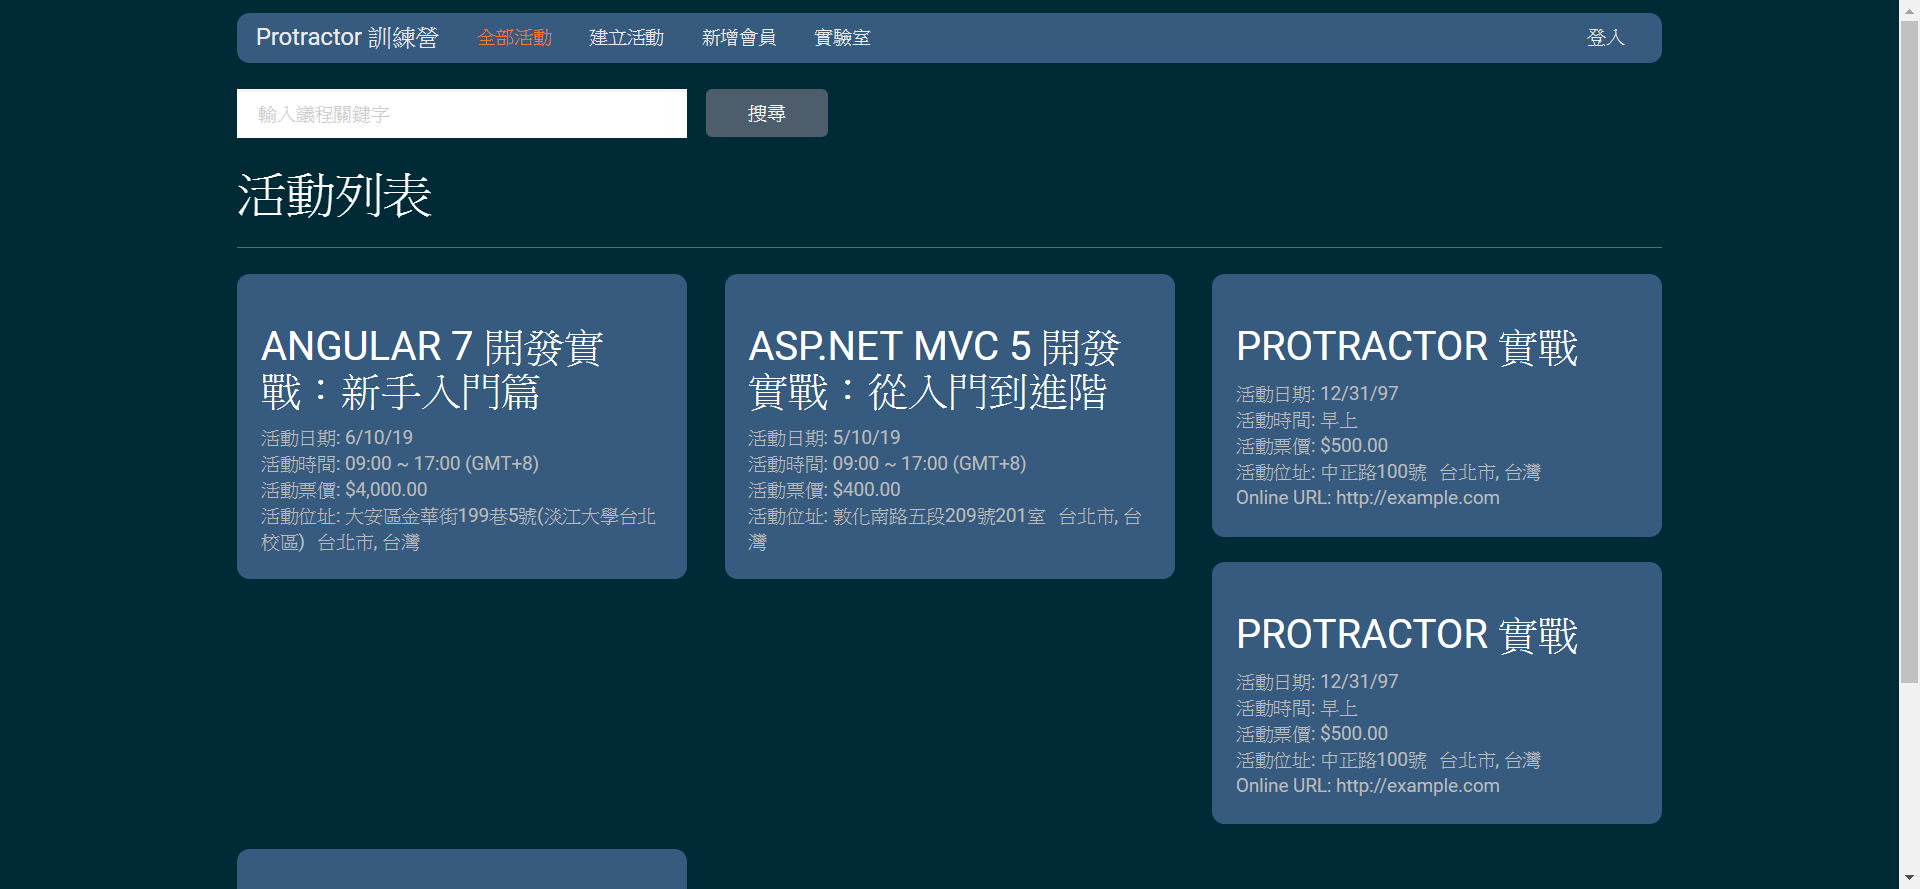 Protractor 訓練營 全部活動 建立活動 新增會員 實驗室 登入
輸入議程關鍵字 搜尋
活動列表
ANGULAR 7 開發實
戰：新手入門篇
活動日期: 6/10/19
活動時間: 09:00 ~ 17:00 (GMT+8)
活動票價: $4,000.00
活動位址: 大安區金華街199巷5號(淡江大學台北
校區) 台北市, 台灣
ASP.NET MVC 5 開發
實戰：從入門到進階
活動日期: 5/10/19
活動時間: 09:00 ~ 17:00 (GMT+8)
活動票價: $400.00
活動位址: 敦化南路五段209號201室 台北市, 台
灣
PROTRACTOR 實戰
活動日期: 12/31/97
活動時間: 早上
活動票價: $500.00
活動位址: 中正路100號 台北市, 台灣
Online URL: http://example.com
PROTRACTOR 實戰
活動日期: 12/31/97
活動時間: 早上
活動票價: $500.00
活動位址: 中正路100號 台北市, 台灣
Online URL: http://example.com